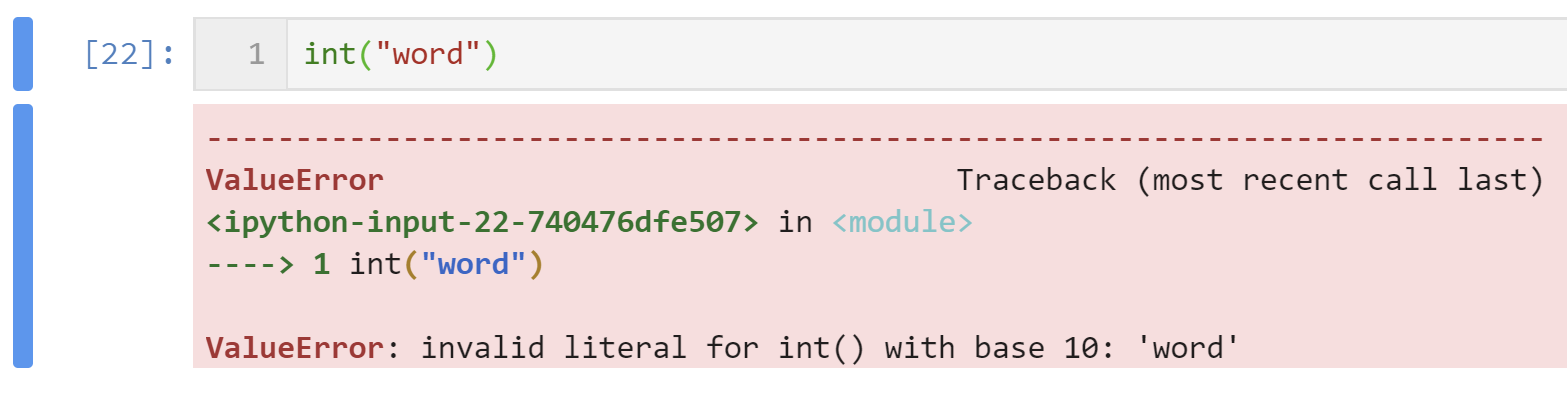 [22]: 1 int("word")
---------------------------------------------------------------------------
ValueError Traceback (most recent call last)
<ipython-input-22-740476dfe507> in <module>
----> 1 int("word")
ValueError: invalid literal for int() with base 10: 'word'